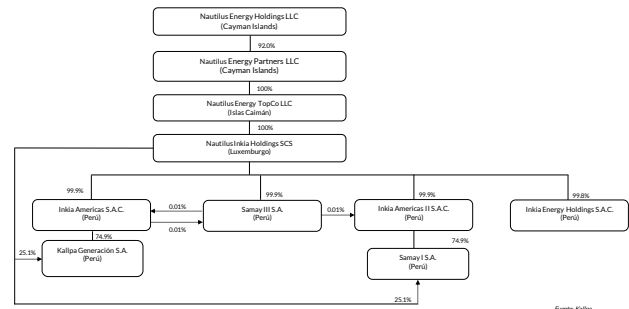 Nautilus Energy Holdings LLC
(Cayman Islands)
92.0%
Nautilus Energy Partners LLC
(Cayman Islands)
100%
Nautilus Energy TopCo LLC
(Islas Caimán)
100%
Nautilus Inkia Holdings SCS
(Luxemburgo)
99.9%
99.9%
99.9%
99.8%
Inkia Americas S.A.C.
(Perú)
0.01%
0.01%
Samay III S.A.
(Perú)
0.01%
Inkia Americas II S.A.C.
(Perú)
Inkia Energy Holdings S.A.C.
(Perú)
74.9%
74.9%
25.1%
Kallpa Generación S.A.
(Perú)
Samay I S.A.
(Perú)
25.1%
Fuente: Kallpa